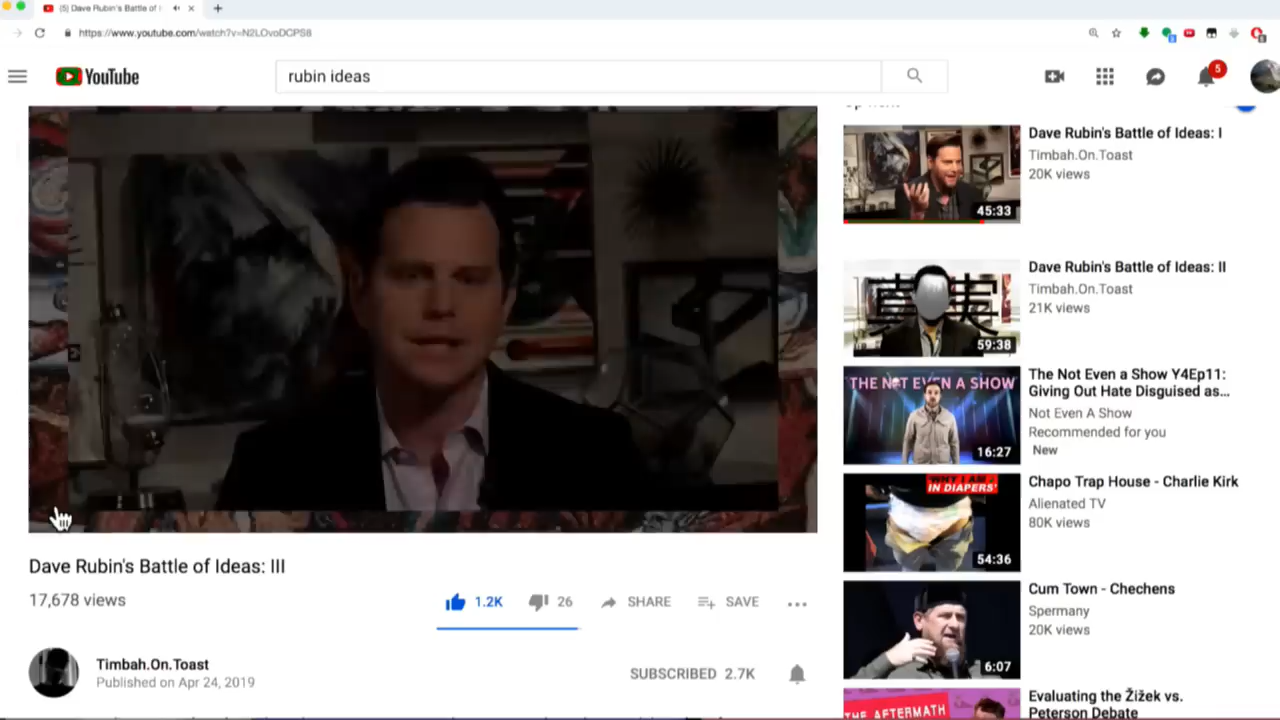 (5) Dave Rubin's Battle of I
https://www.youtube.com/watch?v=N2LOvoDCPS8
YouTube
rubin ideas
5
Dave Rubin's Battle of Ideas: III
17,678 views
1.2K
26
SHARE
SAVE
Timbah.On.Toast
Published on Apr 24, 2019
SUBSCRIBED 2.7K
45:33
Dave Rubin's Battle of Ideas: I
Timbah.On.Toast
20K views
真実
59:38
Dave Rubin's Battle of Ideas: II
Timbah.On.Toast
21K views
THE NOT EVEN A SHOW
16:27
The Not Even a Show Y4Ep11:
Giving Out Hate Disguised as...
Not Even A Show
Recommended for you
New
WHY I AM
IN DIAPERS'
54:36
Chapo Trap House - Charlie Kirk
Alienated TV
80K views
6:07
Cum Town - Chechens
Spermany
20K views
THE AFTERMATH
Evaluating the Žižek vs.
Peterson Debate